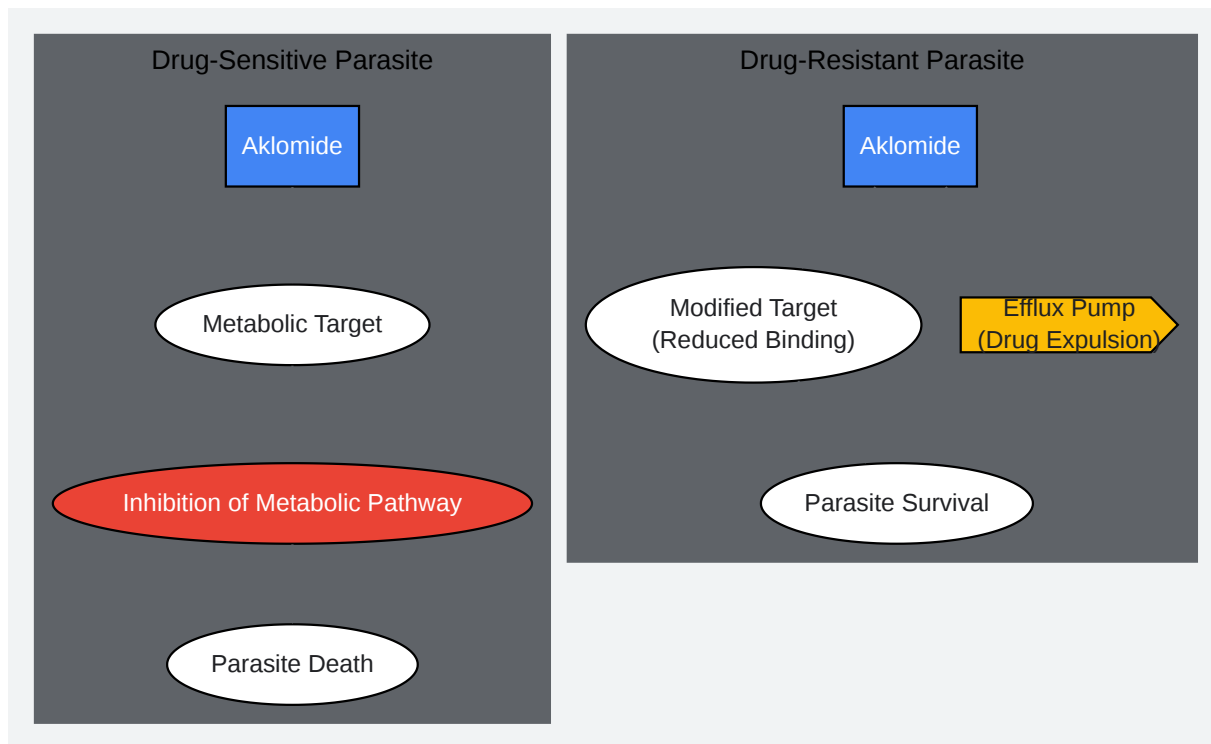 Drug-Sensitive Parasite
Aklomide
Metabolic Target
Inhibition of Metabolic Pathway
Parasite Death
Drug-Resistant Parasite
Aklomide
Modified Target
(Reduced Binding)
Efflux Pump
(Drug Expulsion)
Parasite Survival